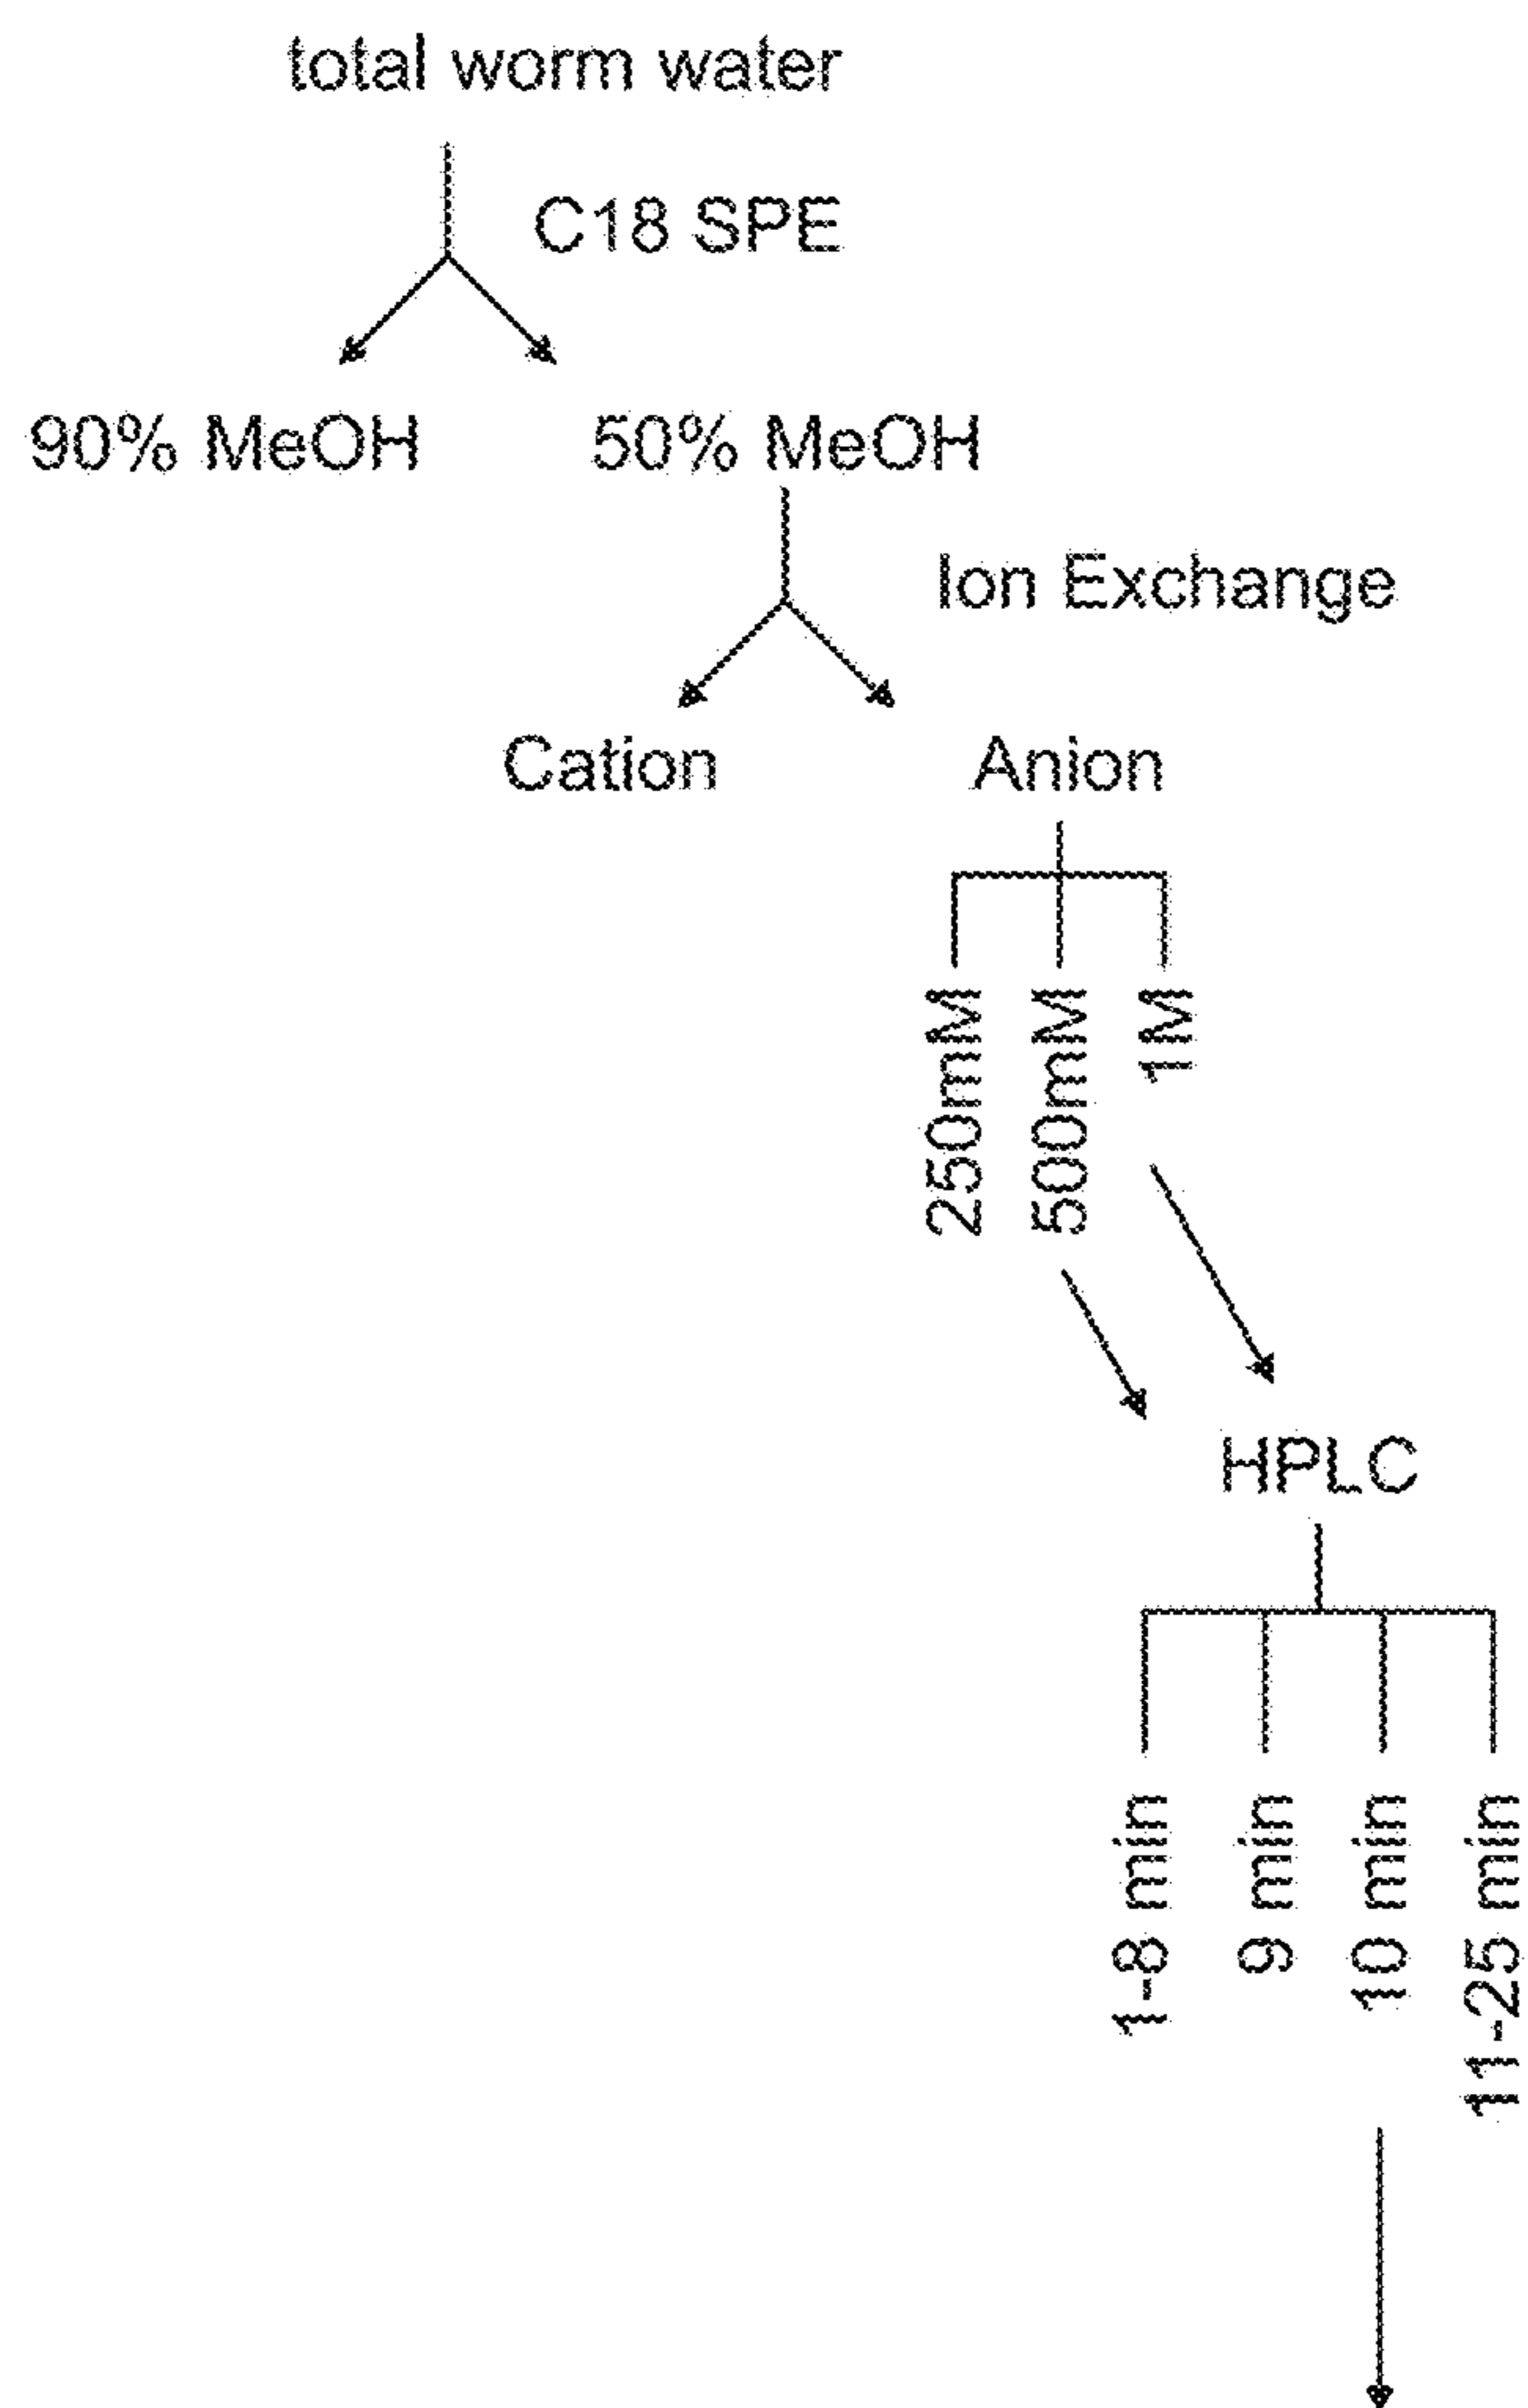 total worm water
C18 SPE
90% MeOH
50% MeOH
Ion Exchange
Cation
Anion
250mM
500mM
1M
HPLC
1-8 min
9 min
10 min
11-25 min